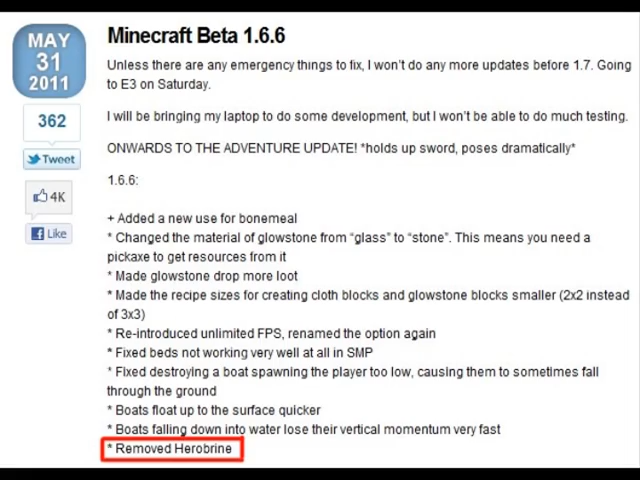 MAY
31
2011
362
Tweet
4K
Like
Minecraft Beta 1.6.6
Unless there are any emergency things to fix, I won't do any more updates before 1.7. Going
to E3 on Saturday.
I will be bringing my laptop to do some development, but I won't be able to do much testing.
ONWARDS TO THE ADVENTURE UPDATE! *holds up sword, poses dramatically*
1.6.6:
+ Added a new use for bonemeal
* Changed the material of glowstone from “glass” to “stone”. This means you need a
pickaxe to get resources from it
* Made glowstone drop more loot
* Made the recipe sizes for creating cloth blocks and glowstone blocks smaller (2x2 instead
of 3x3)
* Re-introduced unlimited FPS, renamed the option again
* Fixed beds not working very well at all in SMP
* Fixed destroying a boat spawning the player too low, causing them to sometimes fall
through the ground
* Boats float up to the surface quicker
* Boats falling down into water lose their vertical momentum very fast
* Removed Herobrine